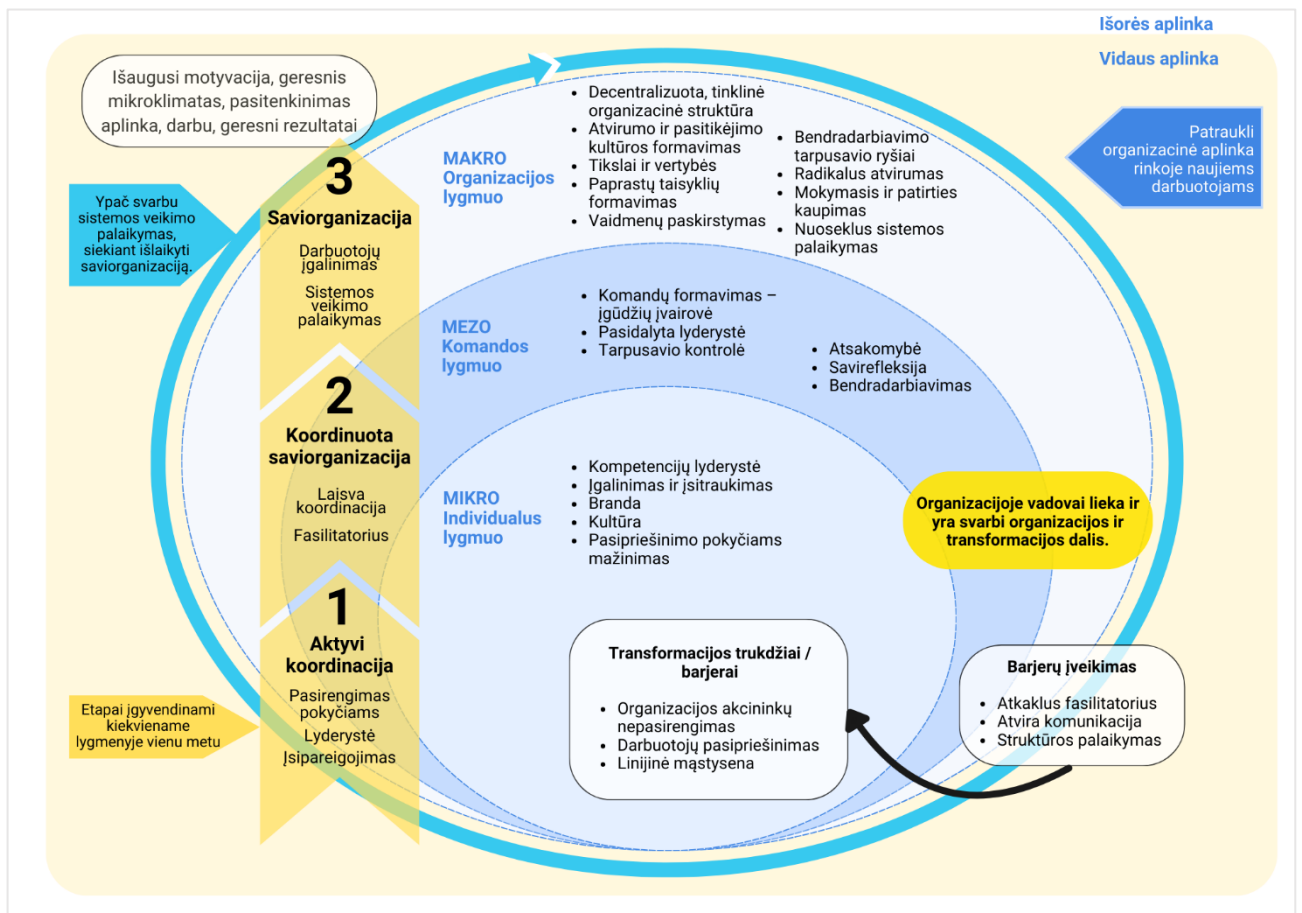 Išorės aplinka
Vidaus aplinka
Išaugusi motyvacija, geresnis
mikroklimatas, pasitenkinimas
aplinka, darbu, geresni rezultatai
Patraukli
organizacinė aplinka
rinkoje naujiems
darbuotojams
Ypač svarbu
sistemos veikimo
palaikymas,
siekiant išlaikyti
saviorganizaciją.
3
Saviorganizacija
Darbuotojų
įgalinimas
Sistemos
veikimo
palaikymas
MAKRO
Organizacijos
lygmuo
• Decentralizuota, tinklinė
organizacinė struktūra
• Atvirumo ir pasitikėjimo
kultūros formavimas
• Tikslai ir vertybės
• Paprastų taisyklių
formavimas
• Vaidmenų paskirstymas
• Bendradarbiavimo
tarpusavio ryšiai
• Radikalus atvirumas
• Mokymasis ir patirties
kaupimas
• Nuoseklus sistemos
palaikymas
MEZO
Komandos
lygmuo
• Komandų formavimas –
įgūdžių įvairovė
• Pasidalyta lyderystė
• Tarpusavio kontrolė
• Atsakomybė
• Savirefleksija
• Bendradarbiavimas
2
Koordinuota
saviorganizacija
Laisva
koordinacija
Fasilitatorius
MIKRO
Individualus
lygmuo
• Kompetencijų lyderystė
• Įgalinimas ir įsitraukimas
• Branda
• Kultūra
• Pasipriešinimo pokyčiams
mažinimas
Organizacijoje vadovai lieka ir
yra svarbi organizacijos ir
transformacijos dalis.
1
Aktyvi
koordinacija
Pasirengimas
pokyčiams
Lyderystė
Įsipareigojimas
Etapai įgyvendinami
kiekviename
lygmenyje vienu metu
Transformacijos trukdžiai /
barjerai
• Organizacijos akcininkų
nepasirengimas
• Darbuotojų pasipriešinimas
• Linijinė mąstysena
Barjerų įveikimas
• Atkaklus fasilitatorius
• Atvira komunikacija
• Struktūros palaikymas